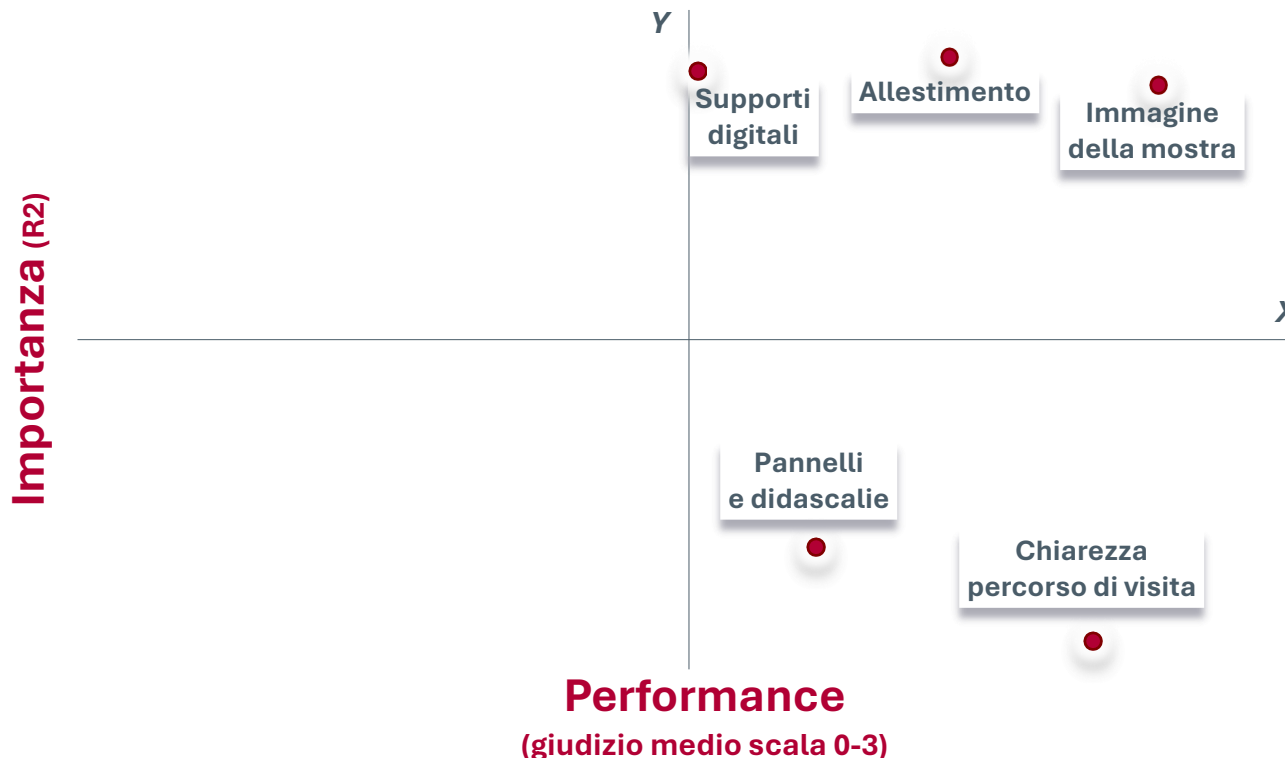 Y
Supporti
digitali
Allestimento
Immagine
della mostra
X
Importanza (R2)
Pannelli
e didascalie
Chiarezza
percorso di visita
Performance
(giudizio medio scala 0-3)